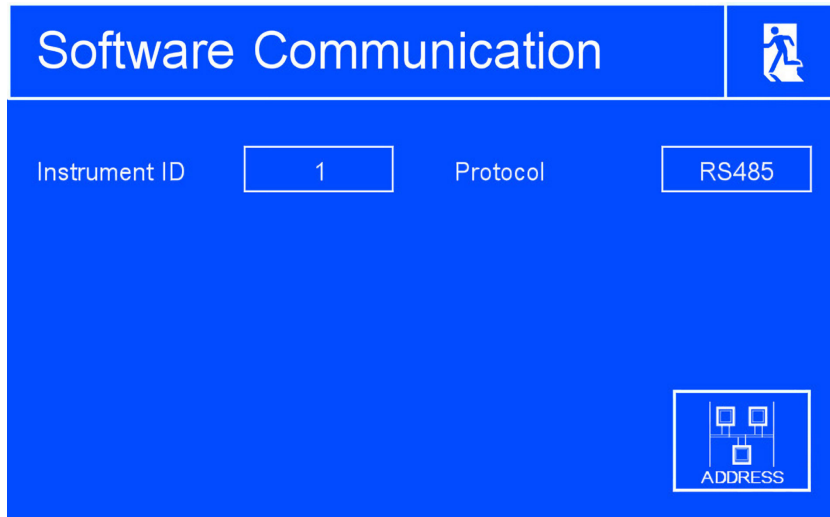 Software Communication
Instrument ID 1 Protocol RS485
ADDRESS